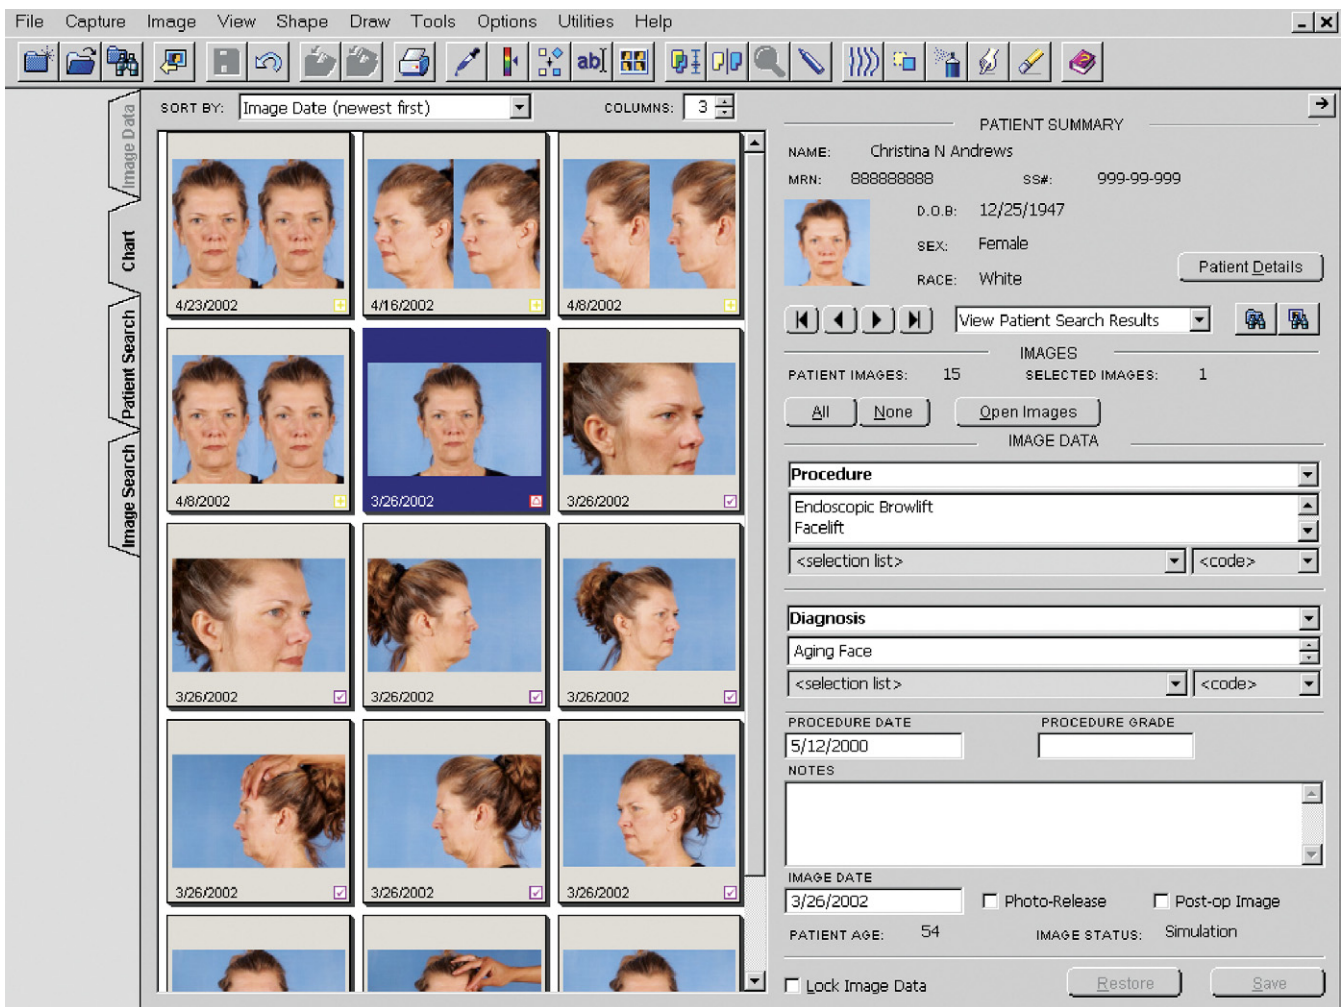 File Capture Image View Shape Draw Tools Options Utilities Help
abI
Image Data
Chart
Patient Search
Image Search
SORT BY: Image Date (newest first) COLUMNS: 3
4/23/2002 4/16/2002 4/8/2002
4/8/2002 3/26/2002 3/26/2002
3/26/2002 3/26/2002 3/26/2002
3/26/2002 3/26/2002 3/26/2002
PATIENT SUMMARY
NAME: Christina N Andrews
MRN: 888888888 SS#: 999-99-999
D.O.B: 12/25/1947
SEX: Female
RACE: White
Patient Details
View Patient Search Results
IMAGES
PATIENT IMAGES: 15 SELECTED IMAGES: 1
All None Open Images
IMAGE DATA
Procedure
Endoscopic Browlift
Facelift
<selection list> <code>
Diagnosis
Aging Face
<selection list> <code>
PROCEDURE DATE PROCEDURE GRADE
5/12/2000
NOTES
IMAGE DATE
3/26/2002 Photo-Release Post-op Image
PATIENT AGE: 54 IMAGE STATUS: Simulation
Lock Image Data Restore Save